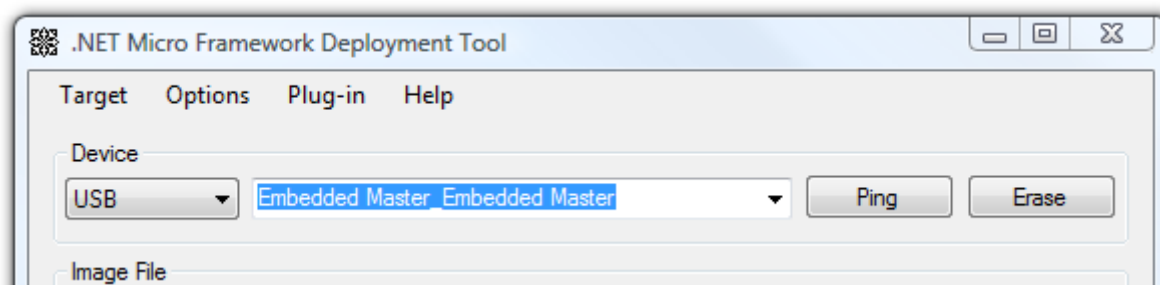 .NET Micro Framework Deployment Tool
Target Options Plug-in Help
Device
USB Embedded Master_Embedded Master Ping Erase
Image File